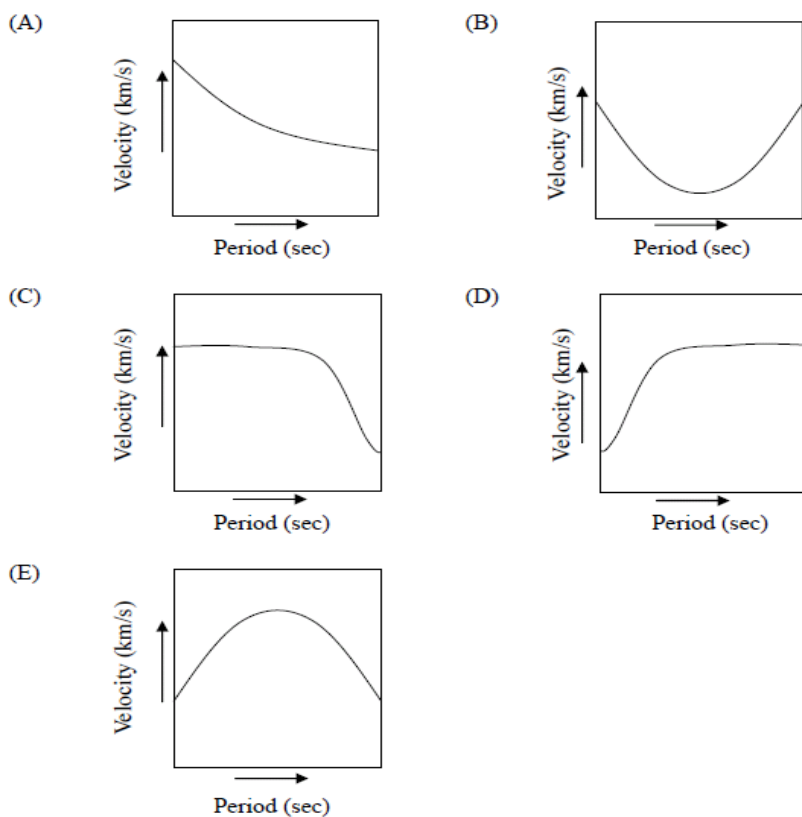 (A)
Velocity (km/s)
Period (sec)
(B)
Velocity (km/s)
Period (sec)
(C)
Velocity (km/s)
Period (sec)
(D)
Velocity (km/s)
Period (sec)
(E)
Velocity (km/s)
Period (sec)